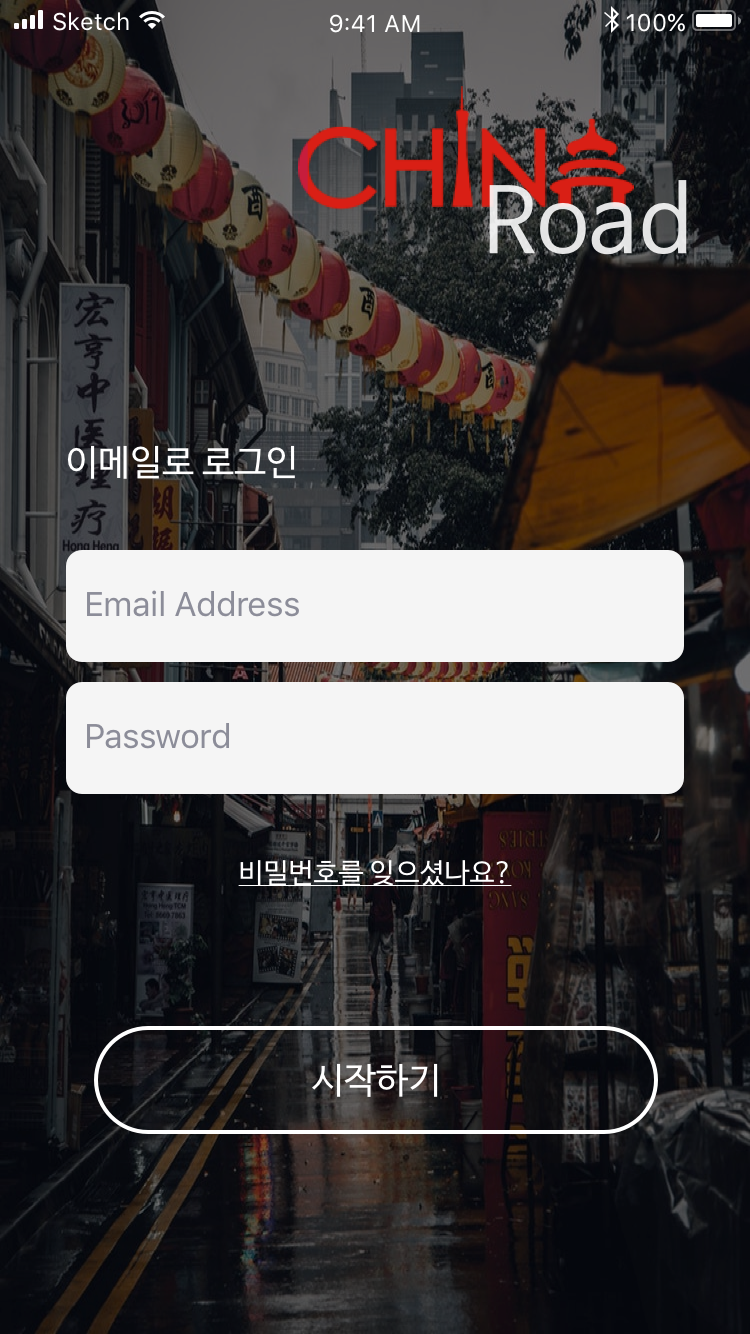 Sketch 9:41 AM 100%
CHINA
Road
宏
亨
中
医
理
疗
Hong Heng
이메일로 로그인
Email Address
Password
비밀번호를 잊으셨나요?
시작하기